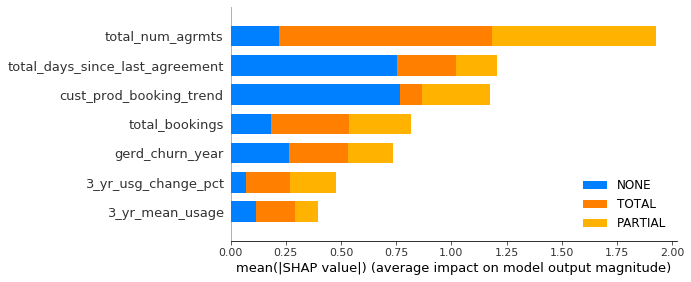 total_num_agrmts
total_days_since_last_agreement
cust_prod_booking_trend
total_bookings
gerd_churn_year
3_yr_usg_change_pct
3_yr_mean_usage
NONE
TOTAL
PARTIAL
0.00 0.25 0.50 0.75 1.00 1.25 1.50 1.75 2.00
mean(|SHAP value|) (average impact on model output magnitude)